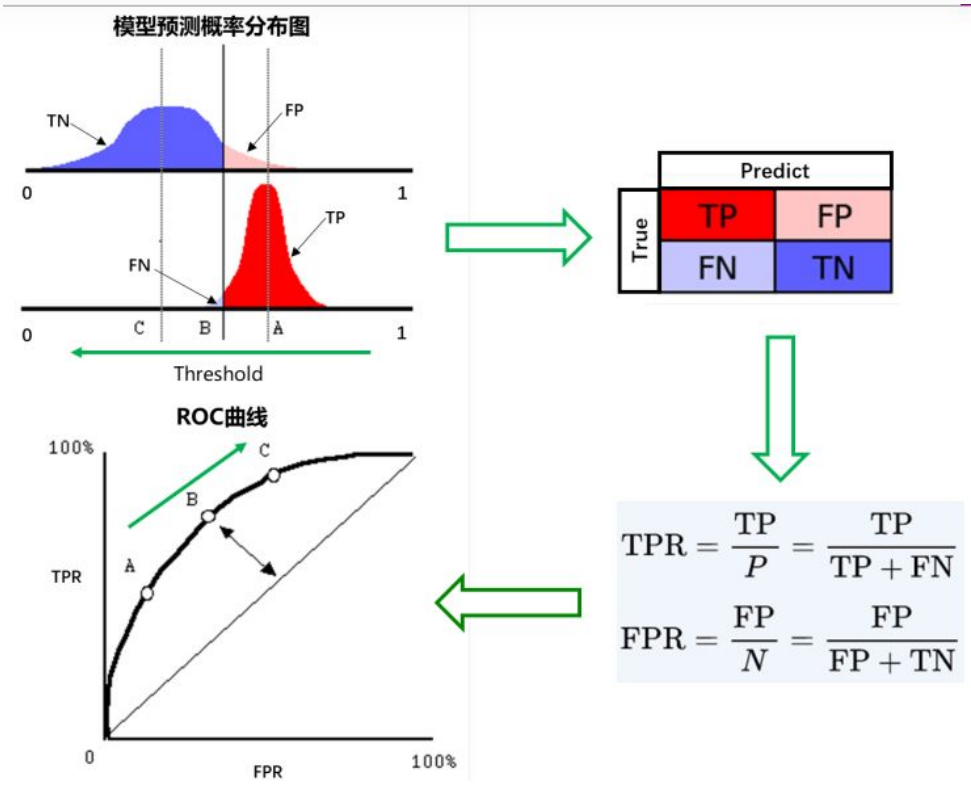 模型预测概率分布图
TN
FP
0
1
TP
FN
C
B
A
0
1
Threshold
Predict
True
TP
FP
FN
TN
TPR = TP / P = TP / TP + FN
FPR = FP / N = FP / FP + TN
ROC曲线
100%
C
B
A
TPR
0
FPR
100%